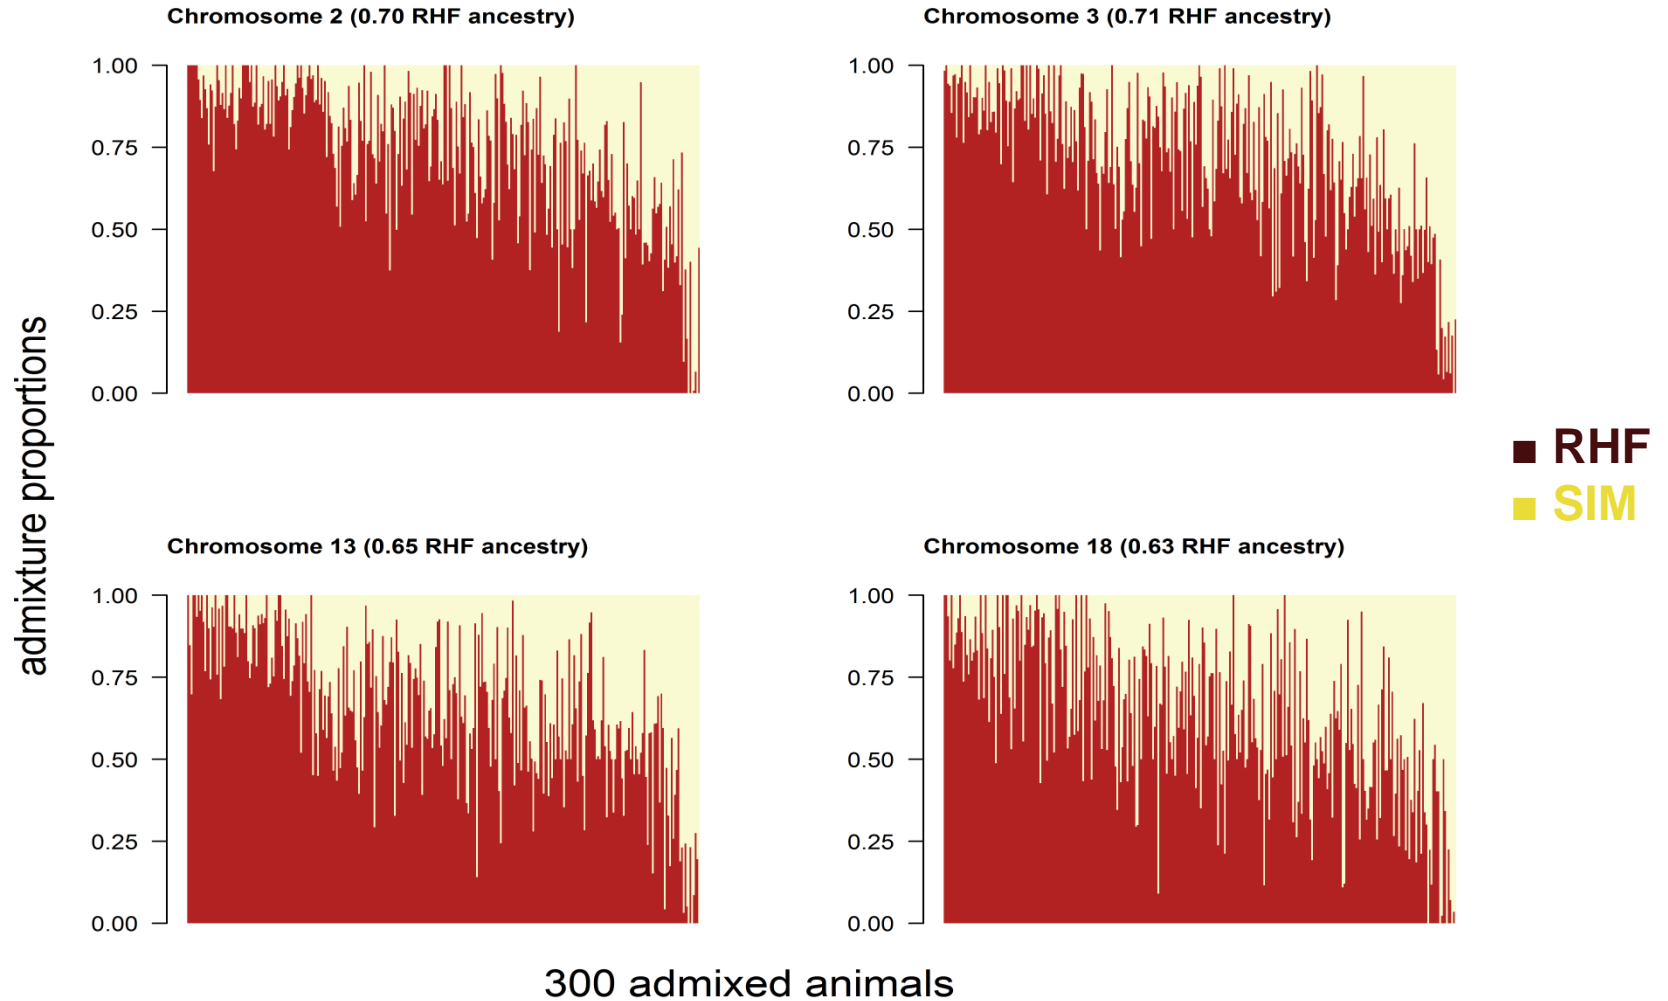 Chromosome 2 (0.70 RHF ancestry)
1.00
0.75
0.50
0.25
0.00
Chromosome 3 (0.71 RHF ancestry)
1.00
0.75
0.50
0.25
0.00
admixture proportions
RHF
SIM
Chromosome 13 (0.65 RHF ancestry)
1.00
0.75
0.50
0.25
0.00
Chromosome 18 (0.63 RHF ancestry)
1.00
0.75
0.50
0.25
0.00
300 admixed animals